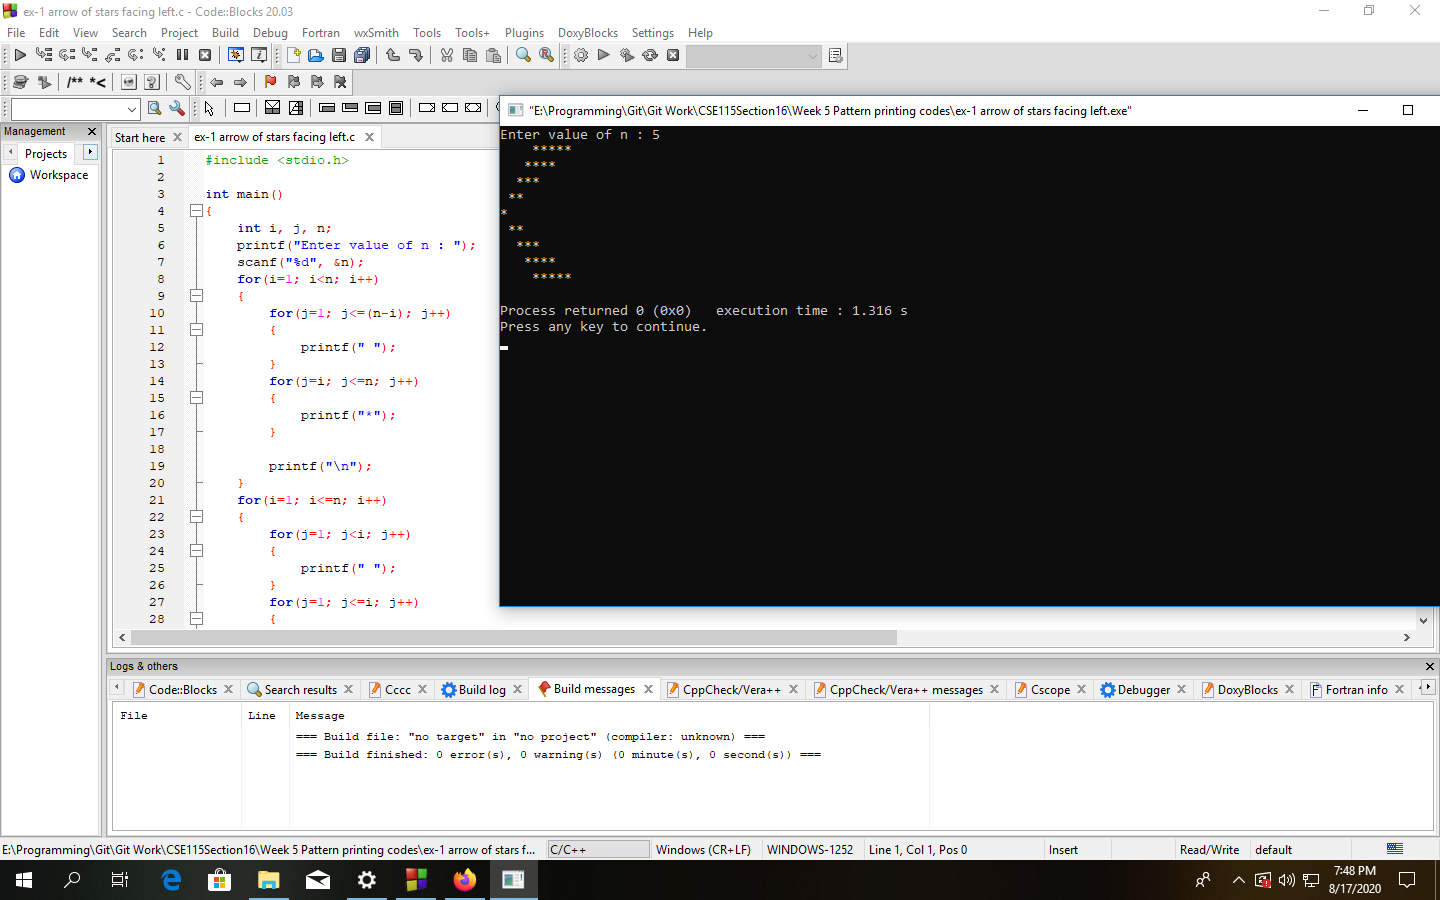 ex-1 arrow of stars facing left.c - Code::Blocks 20.03
File Edit View Search Project Build Debug Fortran wxSmith Tools Tools+ Plugins DoxyBlocks Settings Help
/** *<
Management
Projects
Workspace
Start here
ex-1 arrow of stars facing left.c
1 #include <stdio.h>
2
3 int main()
4 {
5     int i, j, n;
6     printf("Enter value of n : ");
7     scanf("%d", &n);
8     for(i=1; i<n; i++)
9     {
10         for(j=1; j<=(n-i); j++)
11         {
12             printf(" ");
13         }
14         for(j=i; j<=n; j++)
15         {
16             printf("*");
17         }
18
19         printf("\n");
20     }
21     for(i=1; i<=n; i++)
22     {
23         for(j=1; j<i; j++)
24         {
25             printf(" ");
26         }
27         for(j=1; j<=i; j++)
28         {
"E:\Programming\Git\Git Work\CSE115Section16\Week 5 Pattern printing codes\ex-1 arrow of stars facing left.exe"
Enter value of n : 5
    *****
   ****
  ***
 **
*
 **
  ***
   ****
    *****
Process returned 0 (0x0)   execution time : 1.316 s
Press any key to continue.
Logs & others
Code::Blocks Search results Cccc Build log Build messages CppCheck/Vera++ CppCheck/Vera++ messages Cscope Debugger DoxyBlocks Fortran info
File Line Message
=== Build file: "no target" in "no project" (compiler: unknown) ===
=== Build finished: 0 error(s), 0 warning(s) (0 minute(s), 0 second(s)) ===
E:\Programming\Git\Git Work\CSE115Section16\Week 5 Pattern printing codes\ex-1 arrow of stars f... C/C++ Windows (CR+LF) WINDOWS-1252 Line 1, Col 1, Pos 0 Insert Read/Write default
7:48 PM
8/17/2020